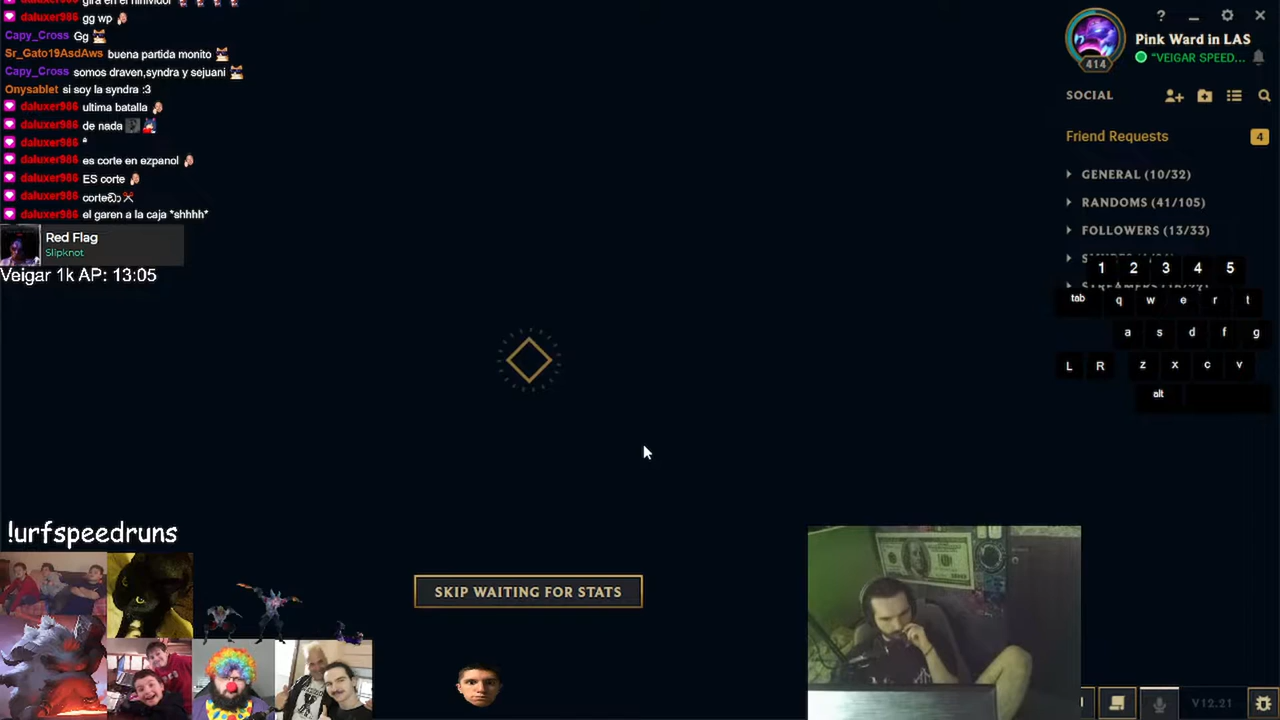 daluxer986 gg wp
Capy_Cross Gg
Sr_Gato19AsdAws buena partida monito
Capy_Cross somos draven,syndra y sejuani
Onysablet si soy la syndra :3
daluxer986 ultima batalla
daluxer986 de nada
daluxer986
daluxer986 es corte en ezpanol
daluxer986 ES corte
daluxer986 corte
daluxer986 el garen a la caja *shhhh*
Red Flag
Slipknot
Veigar 1k AP: 13:05
414
Pink Ward in LAS
"VEIGAR SPEED...
SOCIAL
Friend Requests 4
GENERAL (10/32)
RANDOMS (41/105)
FOLLOWERS (13/33)
1 2 3 4 5
tab q w e r t
a s d f g
L R z x c v
alt
!urfspeedruns
SKIP WAITING FOR STATS
V12.21